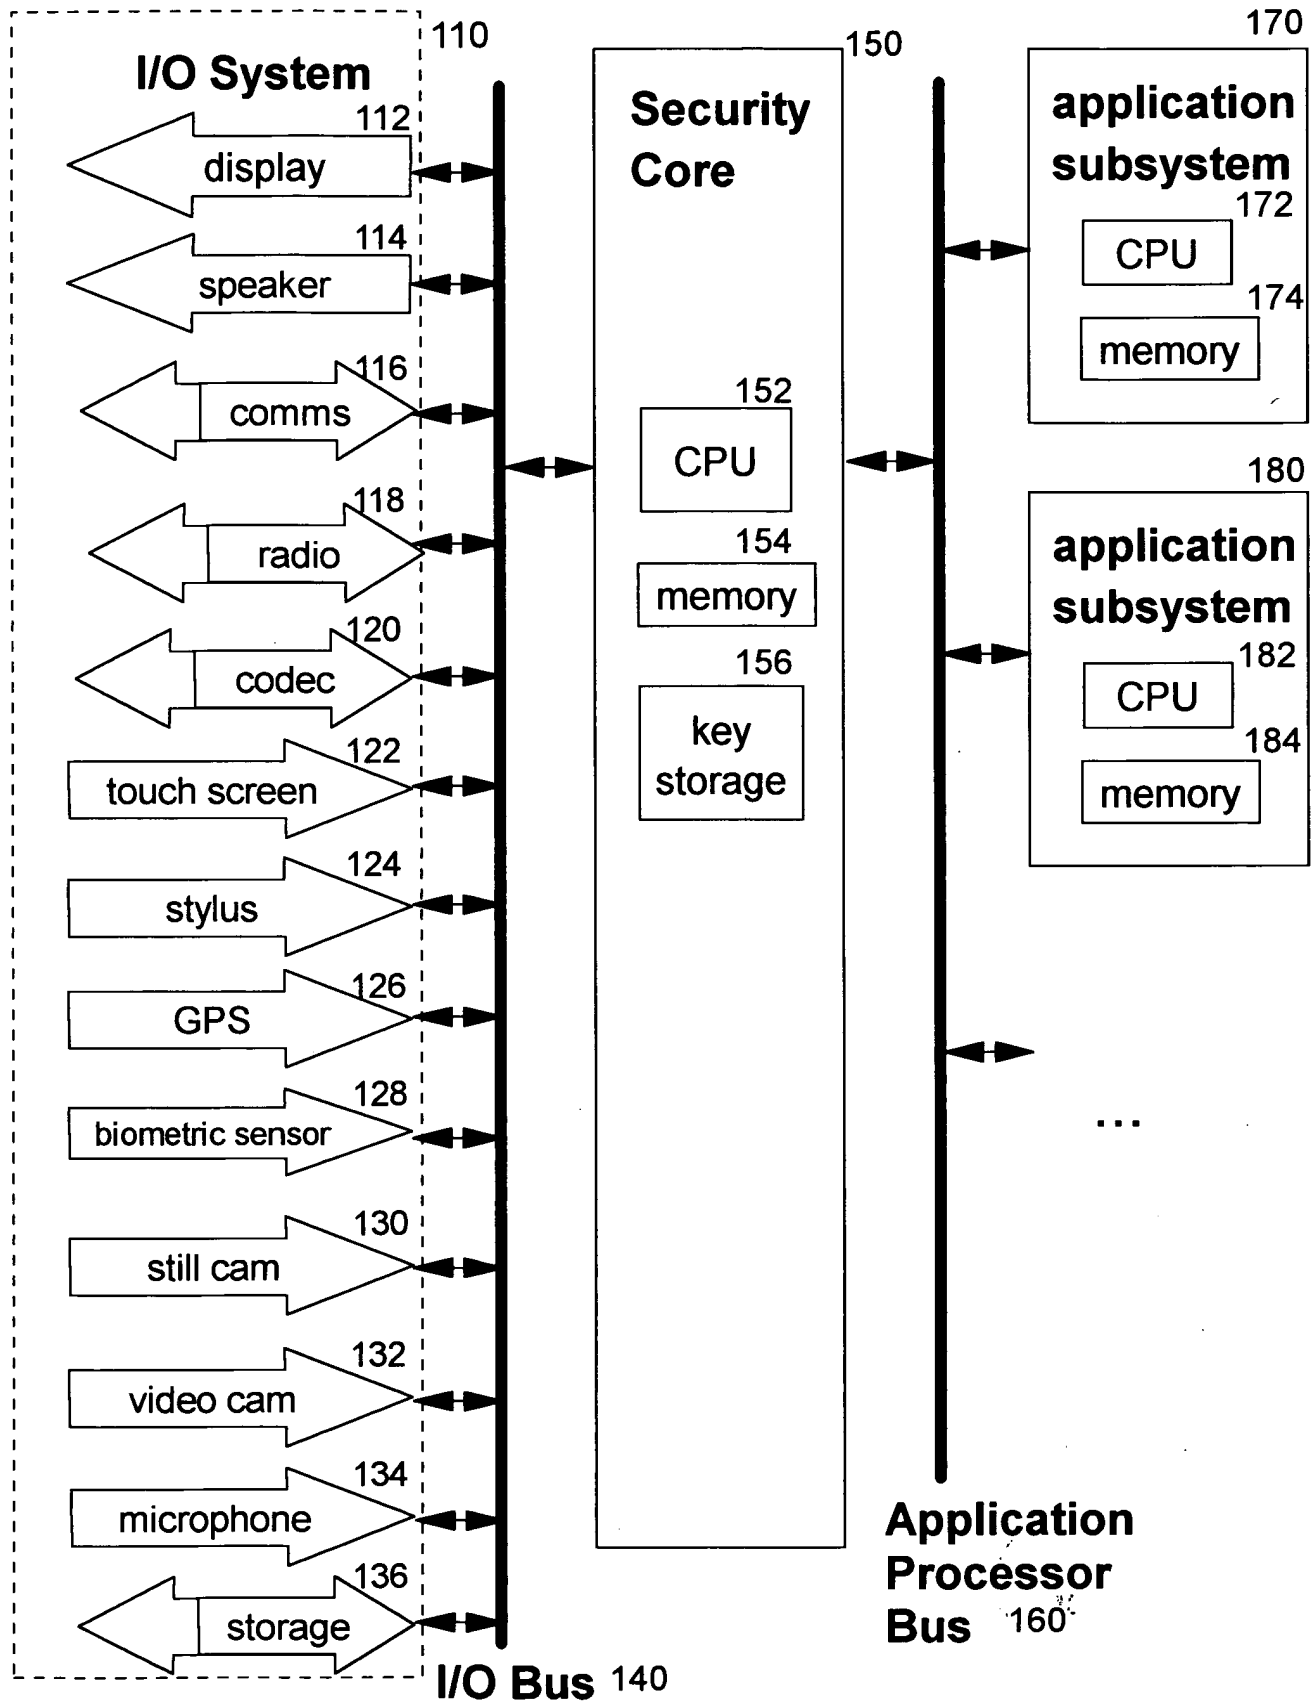 110
I/O System
112
display
114
speaker
116
comms
118
radio
120
codec
122
touch screen
124
stylus
126
GPS
128
biometric sensor
130
still cam
132
video cam
134
microphone
136
storage
I/O Bus 140
150
Security
Core
152
CPU
154
memory
156
key
storage
Application
Processor
Bus 160
170
application
subsystem
172
CPU
174
memory
180
application
subsystem
182
CPU
184
memory
...